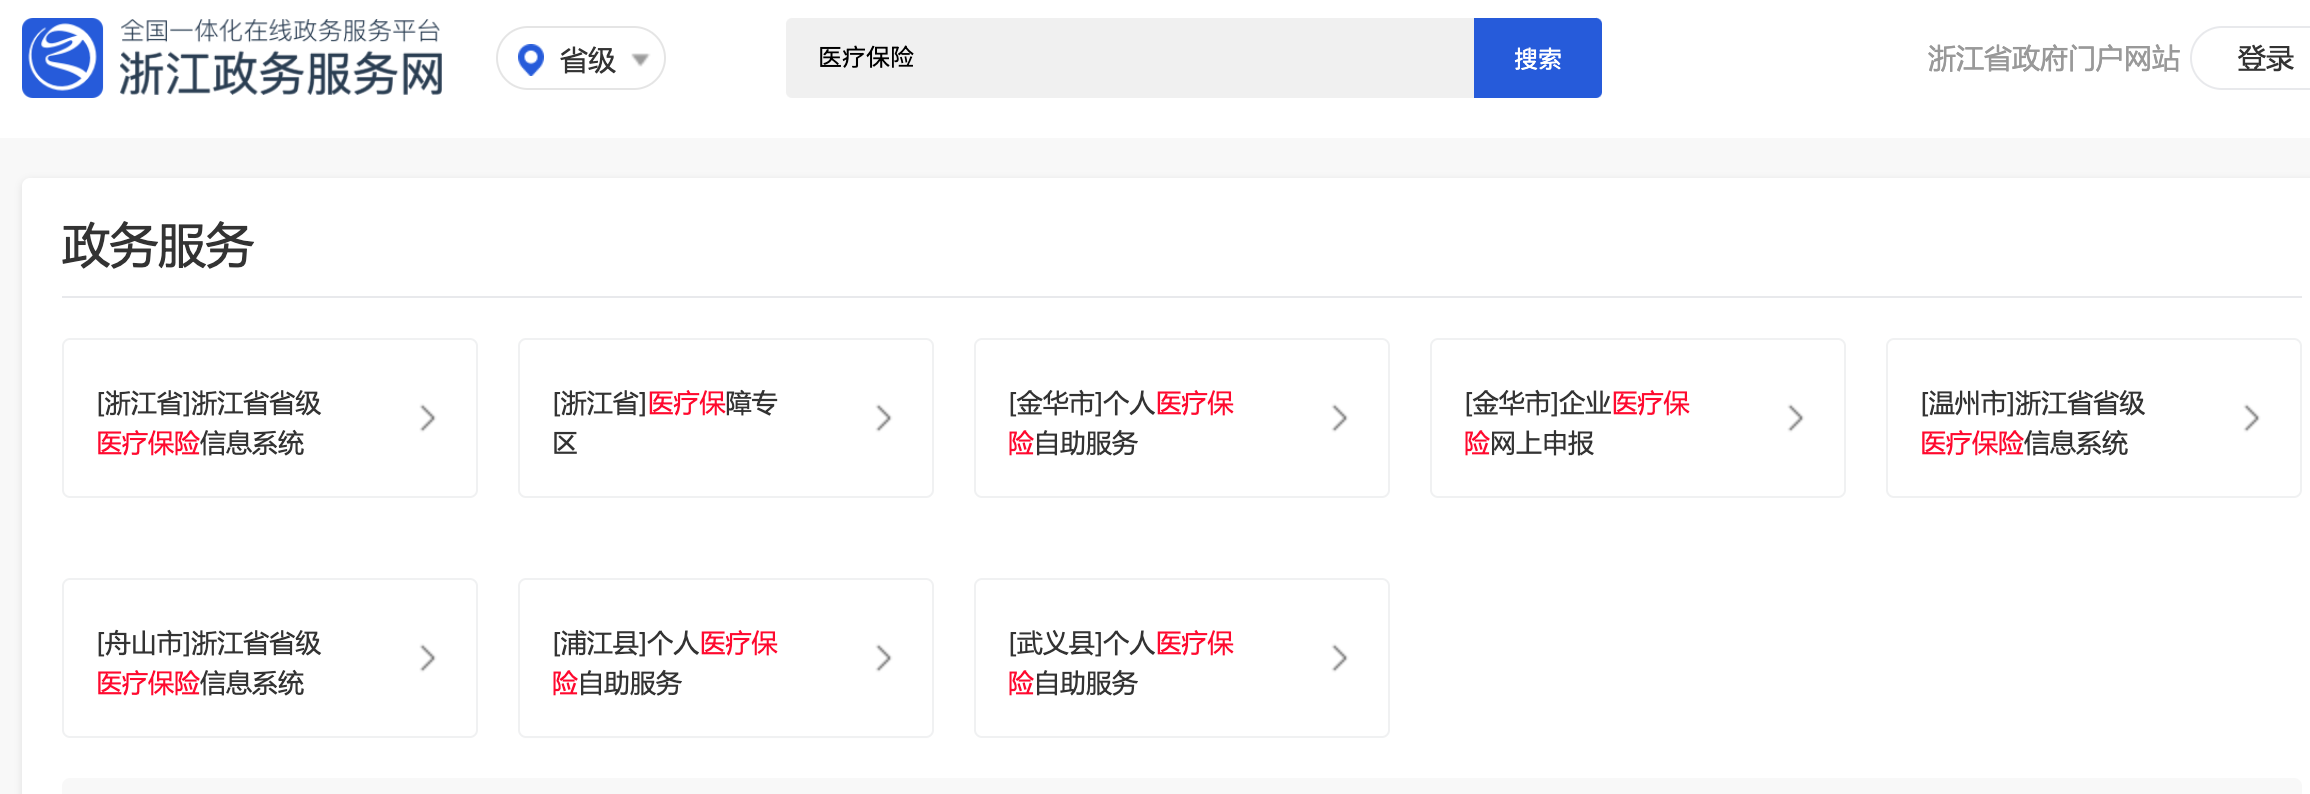 全国一体化在线政务服务平台
浙江政务服务网
省级
医疗保险
搜索
浙江省政府门户网站
登录
政务服务
[浙江省]浙江省省级
医疗保险信息系统
[浙江省]医疗保障专
区
[金华市]个人医疗保
险自助服务
[金华市]企业医疗保
险网上申报
[温州市]浙江省省级
医疗保险信息系统
[舟山市]浙江省省级
医疗保险信息系统
[浦江县]个人医疗保
险自助服务
[武义县]个人医疗保
险自助服务